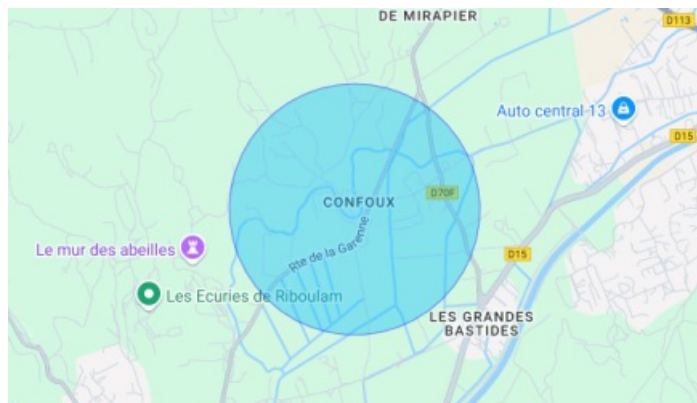 DE MIRAPIER
D113
Auto central 13
D15
D70F
CONFOUX
Rte de la Garenne
Le mur des abeilles
D15
Les Ecuries de Riboulam
LES GRANDES
BASTIDES